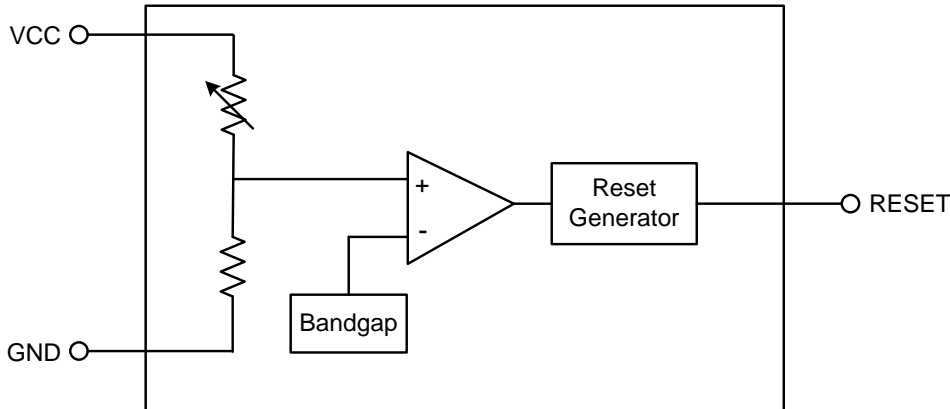 VCC
+
-
Reset
Generator
RESET
Bandgap
GND